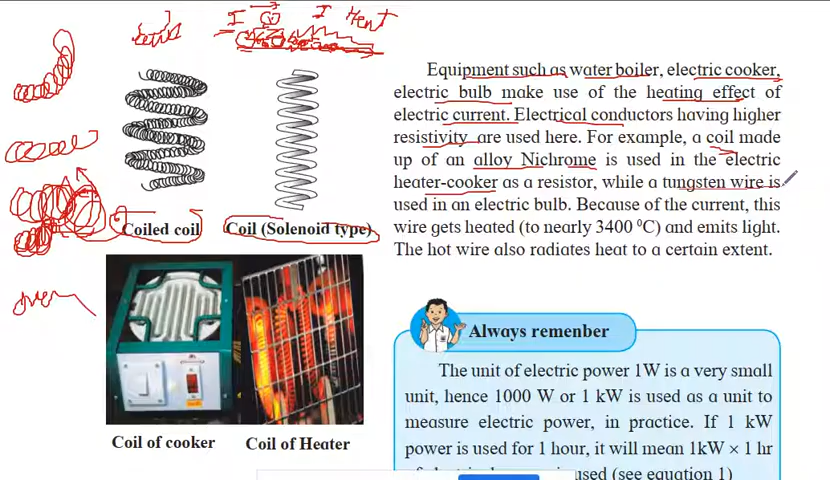 I I Heat
Coiled coil
Coil (Solenoid type)
Coil of cooker
Coil of Heater
Equipment such as water boiler, electric cooker,
electric bulb make use of the heating effect of
electric current. Electrical conductors having higher
resistivity are used here. For example, a coil made
up of an alloy Nichrome is used in the electric
heater-cooker as a resistor, while a tungsten wire is
used in an electric bulb. Because of the current, this
wire gets heated (to nearly 3400 ⁰C) and emits light.
The hot wire also radiates heat to a certain extent.
Always remenber
The unit of electric power 1W is a very small
unit, hence 1000 W or 1 kW is used as a unit to
measure electric power, in practice. If 1 kW
power is used for 1 hour, it will mean 1kW × 1 hr
used (see equation 1)